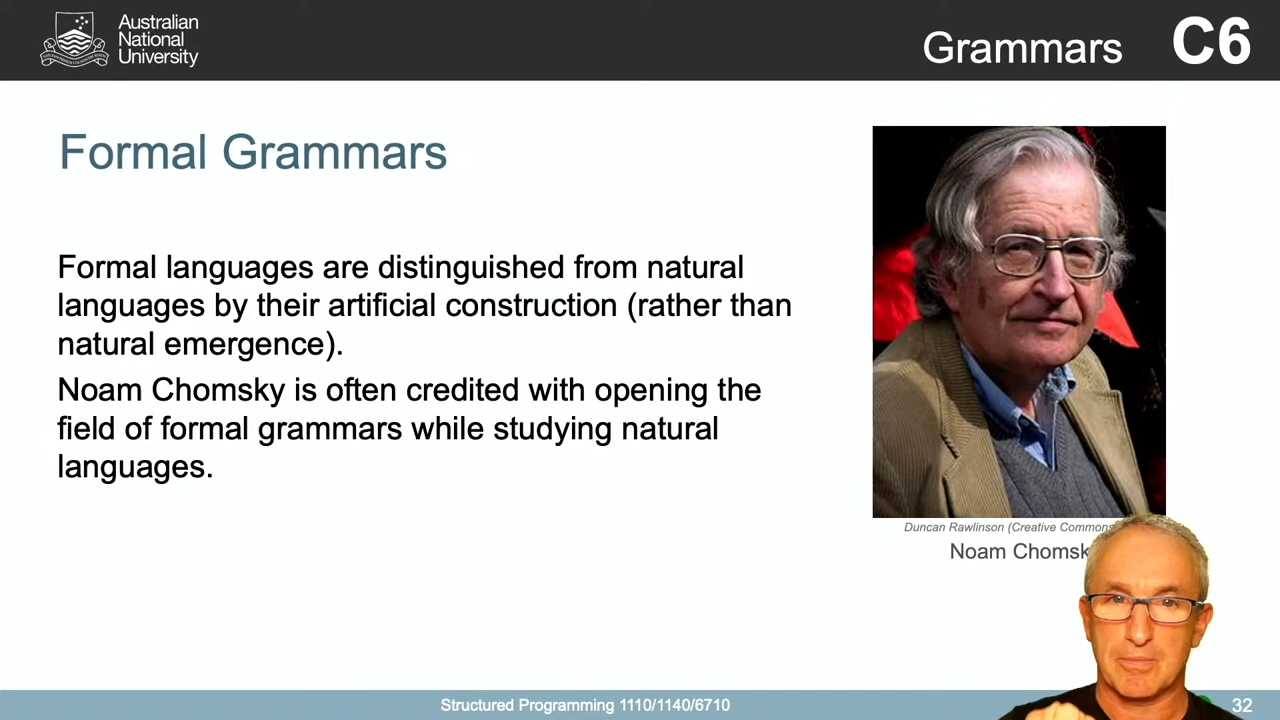 Australian
National
University
Grammars C6
Formal Grammars
Formal languages are distinguished from natural
languages by their artificial construction (rather than
natural emergence).
Noam Chomsky is often credited with opening the
field of formal grammars while studying natural
languages.
Duncan Rawlinson (Creative Commons
Noam Chomsk
Structured Programming 1110/1140/6710
32